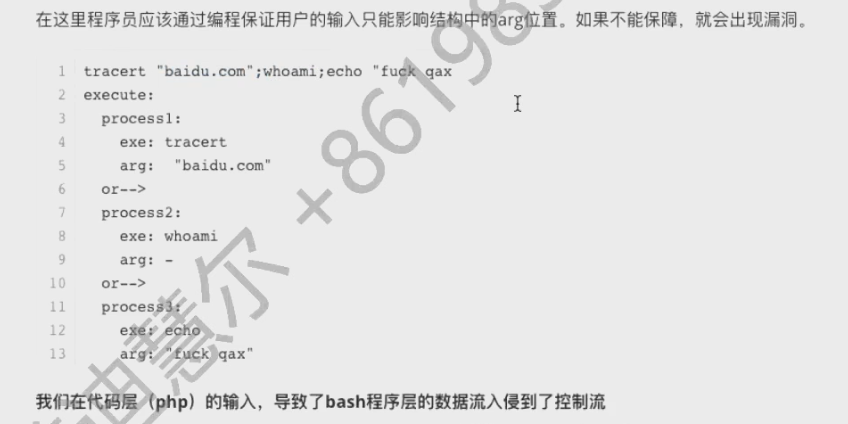 在这里程序员应该通过编程保证用户的输入只能影响结构中的arg位置。如果不能保障，就会出现漏洞。
1 tracert "baidu.com";whoami;echo "fuck qax
2 execute:
3 process1:
4 exe: tracert
5 arg: "baidu.com"
6 or-->
7 process2:
8 exe: whoami
9 arg: -
10 or-->
11 process3:
12 exe: echo
13 arg: "fuck qax"
我们在代码层（php）的输入，导致了bash程序层的数据流入侵到了控制流
迪慧尔 +86198